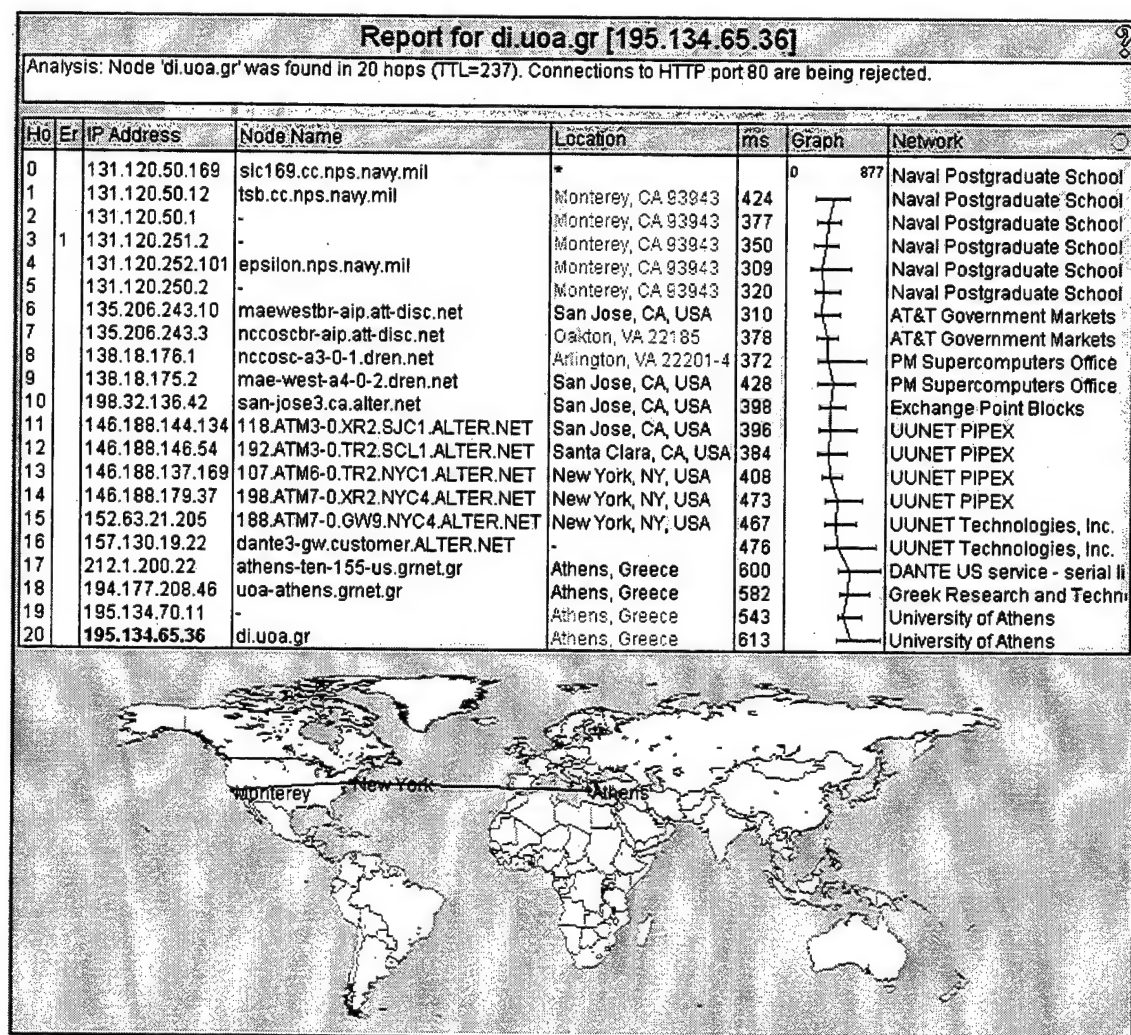 Report for di.uoa.gr [195.134.65.36]
Analysis: Node 'di.uoa.gr' was found in 20 hops (TTL=237). Connections to HTTP port 80 are being rejected.
Ho Er IP Address Node Name Location ms Graph Network
0 131.120.50.169 slc169.cc.nps.navy.mil * 0 877 Naval Postgraduate School
1 131.120.50.12 tsb.cc.nps.navy.mil Monterey, CA 93943 424 Naval Postgraduate School
2 131.120.50.1 - Monterey, CA 93943 377 Naval Postgraduate School
3 1 131.120.251.2 - Monterey, CA 93943 350 Naval Postgraduate School
4 131.120.252.101 epsilon.nps.navy.mil Monterey, CA 93943 309 Naval Postgraduate School
5 131.120.250.2 - Monterey, CA 93943 320 Naval Postgraduate School
6 135.206.243.10 maewestbr-aip.att-disc.net San Jose, CA, USA 310 AT&T Government Markets
7 135.206.243.3 nccoscbr-aip.att-disc.net Oakton, VA 22185 378 AT&T Government Markets
8 138.18.176.1 nccosc-a3-0-1.dren.net Arlington, VA 22201-4 372 PM Supercomputers Office
9 138.18.175.2 mae-west-a4-0-2.dren.net San Jose, CA, USA 428 PM Supercomputers Office
10 198.32.136.42 san-jose3.ca.alter.net San Jose, CA, USA 398 Exchange Point Blocks
11 146.188.144.134 118.ATM3-0.XR2.SJC1.ALTER.NET San Jose, CA, USA 396 UUNET PIPEX
12 146.188.146.54 192.ATM3-0.TR2.SCL1.ALTER.NET Santa Clara, CA, USA 384 UUNET PIPEX
13 146.188.137.169 107.ATM6-0.TR2.NYC1.ALTER.NET New York, NY, USA 408 UUNET PIPEX
14 146.188.179.37 198.ATM7-0.XR2.NYC4.ALTER.NET New York, NY, USA 473 UUNET PIPEX
15 152.63.21.205 188.ATM7-0.GW9.NYC4.ALTER.NET New York, NY, USA 467 UUNET Technologies, Inc.
16 157.130.19.22 dante3-gw.customer.ALTER.NET - 476 UUNET Technologies, Inc.
17 212.1.200.22 athens-ten-155-us.grnet.gr Athens, Greece 600 DANTE US service - serial li
18 194.177.208.46 uoa-athens.grnet.gr Athens, Greece 582 Greek Research and Techn
19 195.134.70.11 - Athens, Greece 543 University of Athens
20 195.134.65.36 di.uoa.gr Athens, Greece 613 University of Athens
Monterey New York Athens